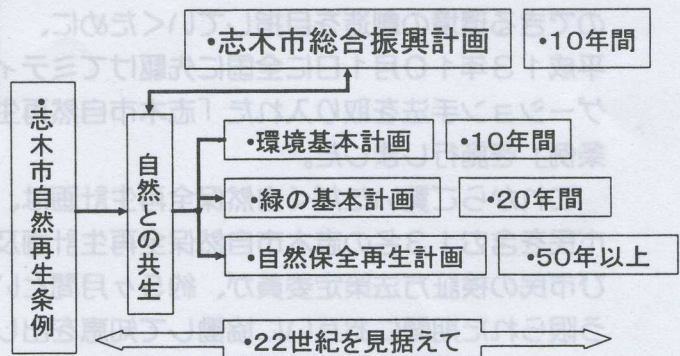 ・志木市総合振興計画
・10年間
・志木市自然再生条例
自然との共生
・環境基本計画
・10年間
・緑の基本計画
・20年間
・自然保全再生計画
・50年以上
・22世紀を見据えて